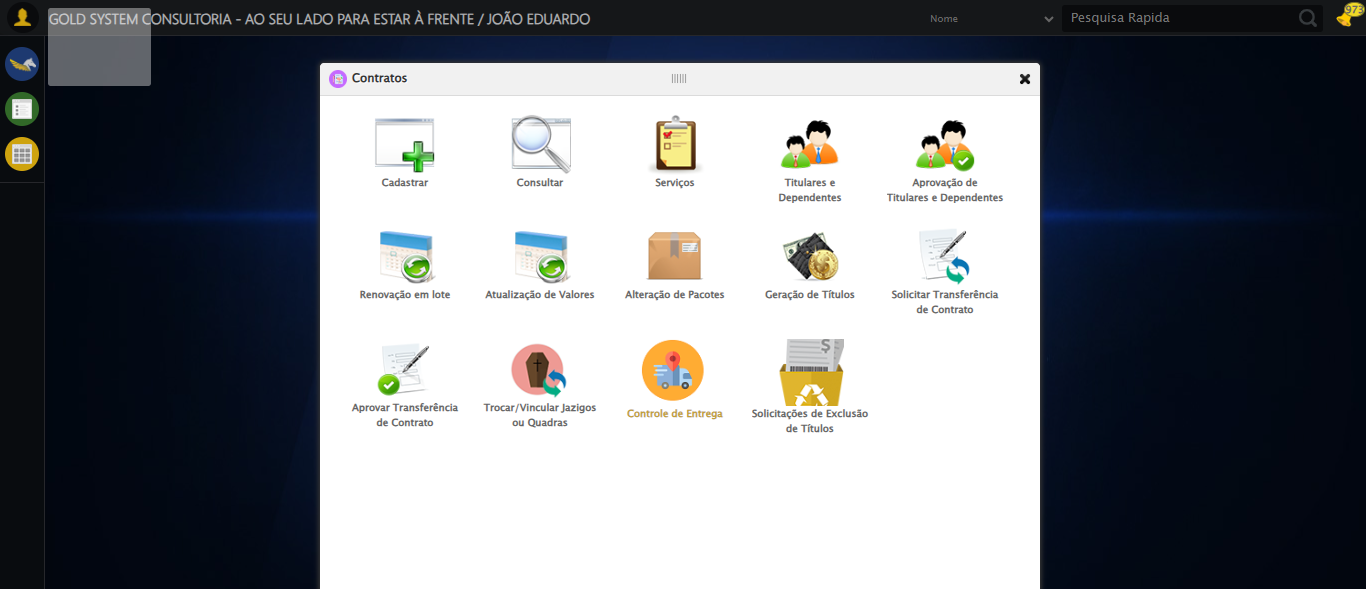 GOLD SYSTEM CONSULTORIA - AO SEU LADO PARA ESTAR À FRENTE / JOÃO EDUARDO
Nome
Pesquisa Rapida
973
Contratos
Cadastrar
Consultar
Serviços
Titulares e
Dependentes
Aprovação de
Titulares e Dependentes
Renovação em lote
Atualização de Valores
Alteração de Pacotes
Geração de Títulos
Solicitar Transferência
de Contrato
Aprovar Transferência
de Contrato
Trocar/Vincular Jazigos
ou Quadras
Controle de Entrega
Solicitações de Exclusão
de Títulos